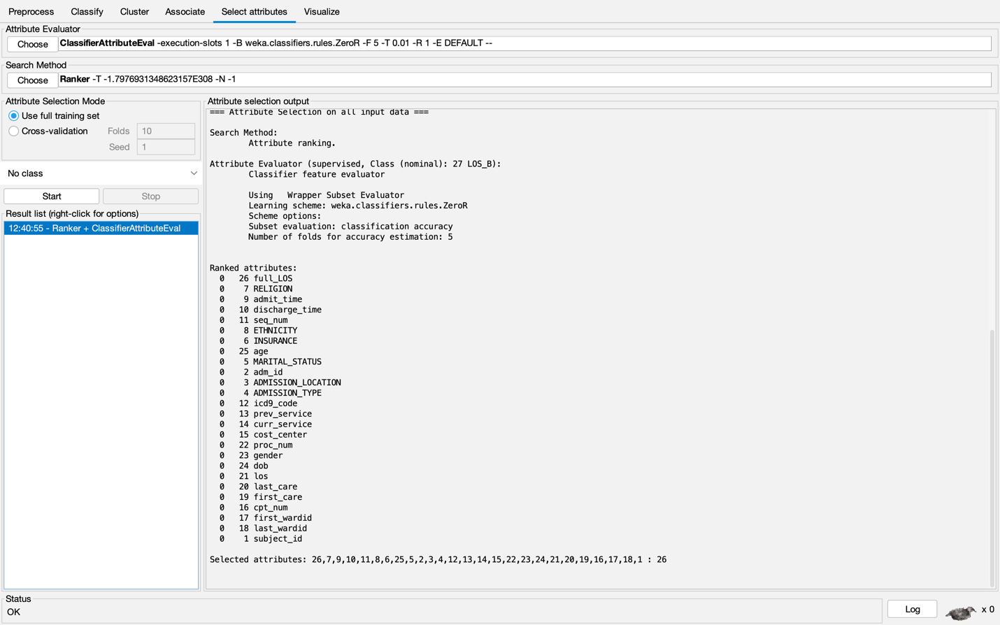 Preprocess Classify Cluster Associate Select attributes Visualize
Attribute Evaluator
Choose ClassifierAttributeEval -execution-slots 1 -B weka.classifiers.rules.ZeroR -F 5 -T 0.01 -R 1 -E DEFAULT --
Search Method
Choose Ranker -T -1.7976931348623157E308 -N -1
Attribute Selection Mode
Use full training set
Cross-validation Folds 10
Seed 1
No class
Start Stop
Result list (right-click for options)
12:40:55 - Ranker + ClassifierAttributeEval
Attribute selection output
=== Attribute Selection on all input data ===
Search Method:
Attribute ranking.
Attribute Evaluator (supervised, Class (nominal): 27 LOS_B):
Classifier feature evaluator
Using Wrapper Subset Evaluator
Learning scheme: weka.classifiers.rules.ZeroR
Scheme options:
Subset evaluation: classification accuracy
Number of folds for accuracy estimation: 5
Ranked attributes:
0 26 full_LOS
0 7 RELIGION
0 9 admit_time
0 10 discharge_time
0 11 seq_num
0 8 ETHNICITY
0 6 INSURANCE
0 25 age
0 5 MARITAL_STATUS
0 2 adm_id
0 3 ADMISSION_LOCATION
0 4 ADMISSION_TYPE
0 12 icd9_code
0 13 prev_service
0 14 curr_service
0 15 cost_center
0 22 proc_num
0 23 gender
0 24 dob
0 21 los
0 20 last_care
0 19 first_care
0 16 cpt_num
0 17 first_wardid
0 18 last_wardid
0 1 subject_id
Selected attributes: 26,7,9,10,11,8,6,25,5,2,3,4,12,13,14,15,22,23,24,21,20,19,16,17,18,1 : 26
Status
OK
Log x 0